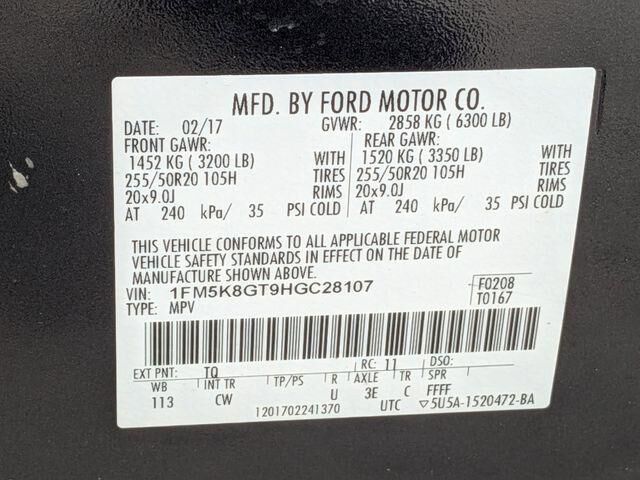 MFD. BY FORD MOTOR CO.
DATE: 02/17 GVWR: 2858 KG ( 6300 LB)
FRONT GAWR: REAR GAWR:
1452 KG ( 3200 LB) WITH 1520 KG ( 3350 LB) WITH
255/50R20 105H TIRES 255/50R20 105H TIRES
20x9.0J RIMS 20x9.0J RIMS
AT 240 kPa/ 35 PSI COLD AT 240 kPa/ 35 PSI COLD
THIS VEHICLE CONFORMS TO ALL APPLICABLE FEDERAL MOTOR
VEHICLE SAFETY STANDARDS IN EFFECT ON THE DATE OF
MANUFACTURE SHOWN ABOVE.
VIN: 1FM5K8GT9HGC28107 F0208
TYPE: MPV T0167
EXT PNT: TQ RC: 11 DSO:
WB INT TR TP/PS R AXLE TR SPR
113 CW U 3E C FFFF
1201702241370 UTC ▽5U5A-1520472-BA